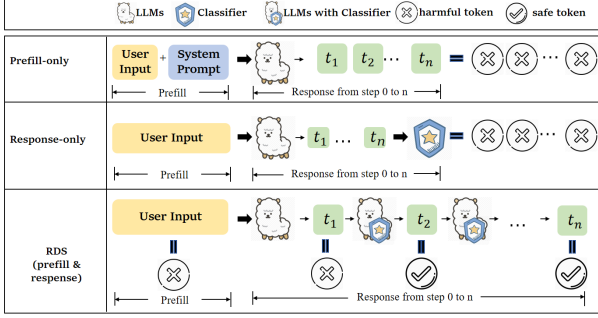 LLMs Classifier LLMs with Classifier harmful token safe token
Prefill-only
User Input + System Prompt
t1 t2 ... tn
Prefill
Response from step 0 to n
Response-only
User Input
t1 ... tn
Prefill
Response from step 0 to n
RDS
(prefill &
respense)
User Input
t1 t2 ... tn
Prefill
Response from step 0 to n